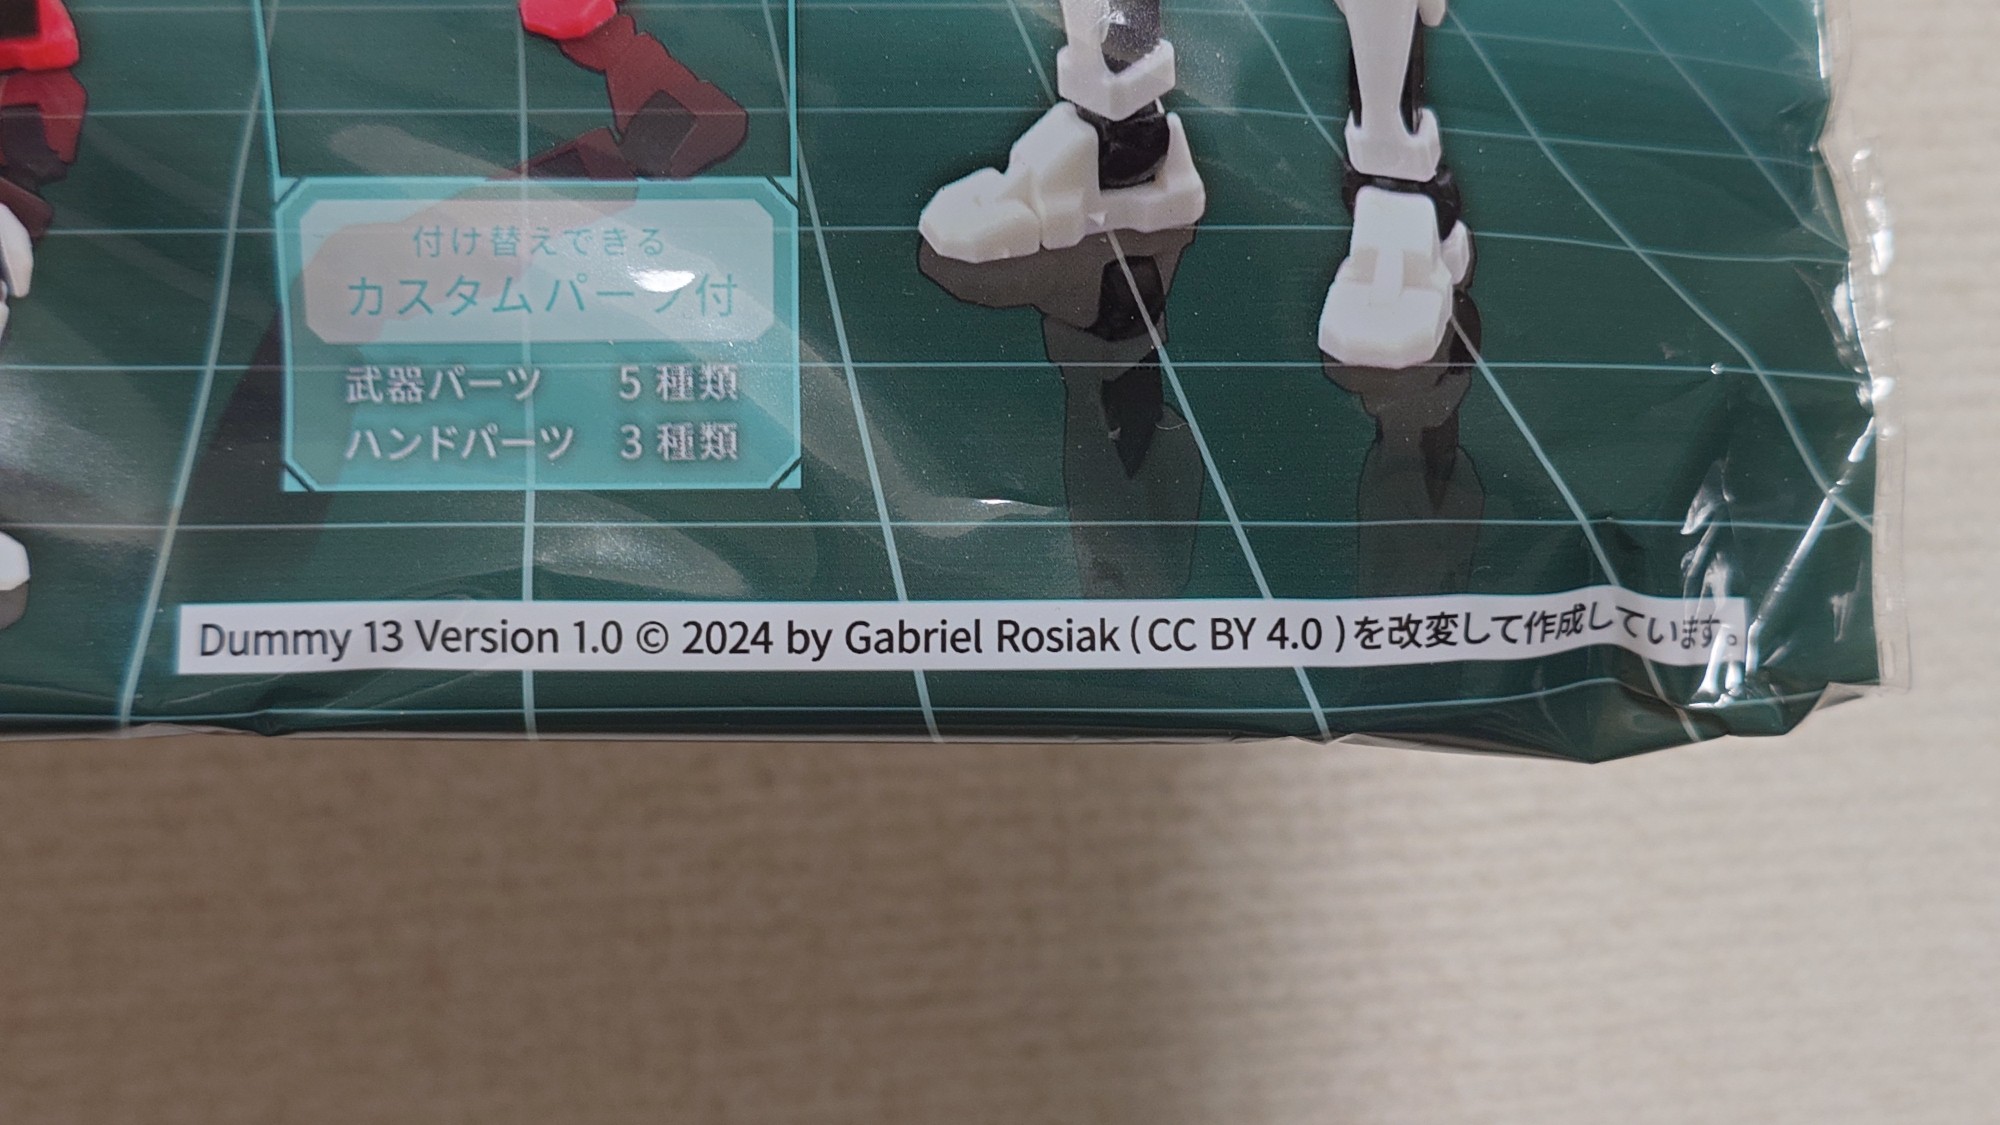 付け替えできる
カスタムパーツ付
武器パーツ 5種類
ハンドパーツ 3種類
Dummy 13 Version 1.0 © 2024 by Gabriel Rosiak ( CC BY 4.0 )を改変して作成しています。